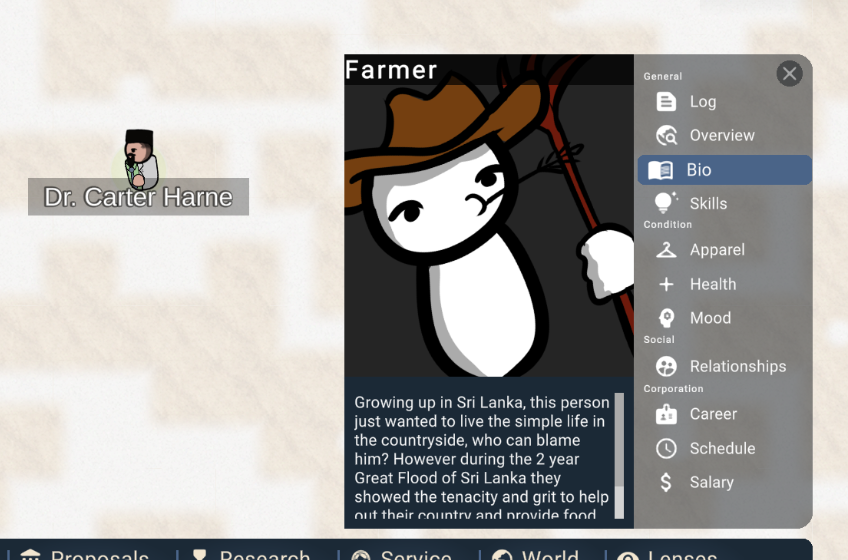 Dr. Carter Harne
Farmer
Growing up in Sri Lanka, this person
just wanted to live the simple life in
the countryside, who can blame
him? However during the 2 year
Great Flood of Sri Lanka they
showed the tenacity and grit to help
out their country and provide food
General
Log
Overview
Bio
Skills
Condition
Apparel
Health
Mood
Social
Relationships
Corporation
Career
Schedule
Salary
Proposals
Research
Service
World
Lenses